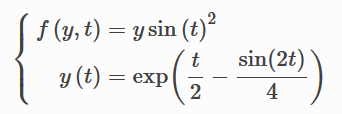 f (y, t) = y sin (t)²
y (t) = exp(t/2 − sin(2t)/4)